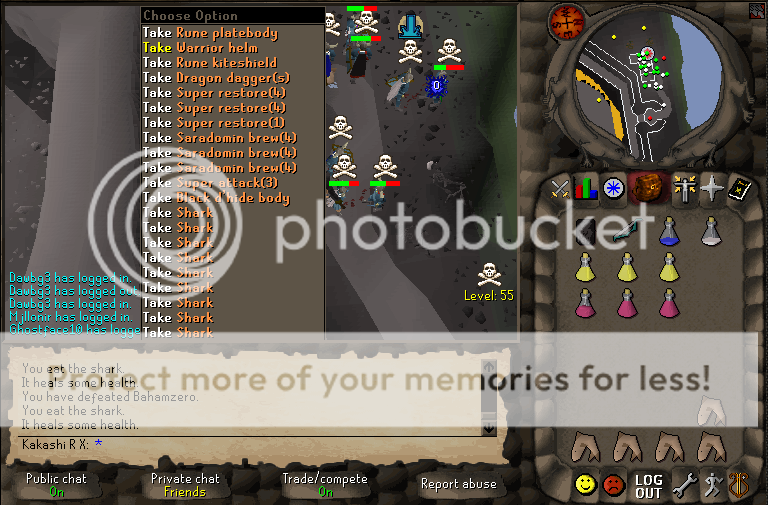 Choose Option
Take Rune platebody
Take Warrior helm
Take Rune kiteshield
Take Dragon dagger(s)
Take Super restore(4)
Take Super restore(4)
Take Super restore(1)
Take Saradomin brew(4)
Take Saradomin brew(4)
Take Saradomin brew(4)
Take Super attack(3)
Take Black d'hide body
Take Shark
Take Shark
Take Shark
Take Shark
Take Shark
Take Shark
Take Shark
Take Shark
Take Shark
0
photobucket
Level: 55
Dawbg3 has logged in.
Dawbg3 has logged out
Dawbg3 has logged in.
Mjllonir has logged in.
Ghostface10 has logge
Protect more of your memories for less!
You eat the shark.
It heals some health.
You have defeated Bahamzero.
You eat the shark.
It heals some health.
Kakashi R X: *
Public chat
On
Private chat
Friends
Trade/compete
On
Report abuse
LOG
OUT